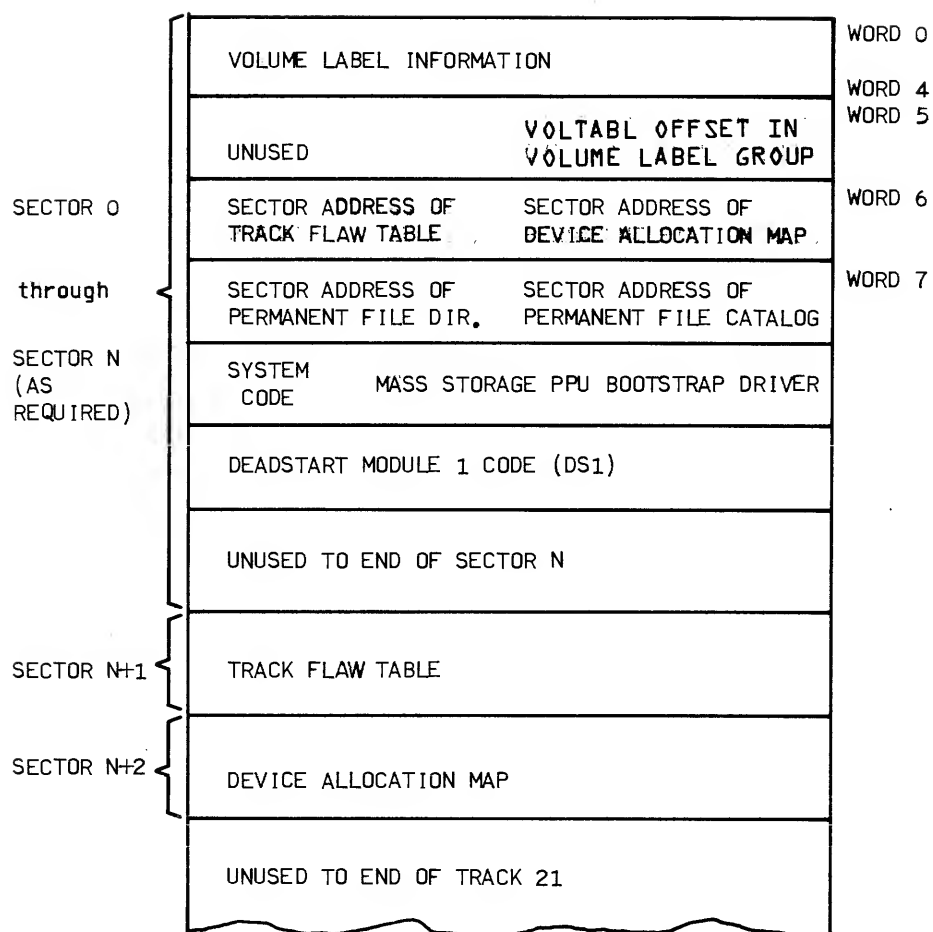 WORD 0
VOLUME LABEL INFORMATION
WORD 4
WORD 5
UNUSED
VOLTABL OFFSET IN
VOLUME LABEL GROUP
SECTOR 0
through
SECTOR N
(AS
REQUIRED)
SECTOR ADDRESS OF
TRACK FLAW TABLE
SECTOR ADDRESS OF
DEVICE ALLOCATION MAP
WORD 6
SECTOR ADDRESS OF
PERMANENT FILE DIR.
SECTOR ADDRESS OF
PERMANENT FILE CATALOG
WORD 7
SYSTEM
CODE
MASS STORAGE PPU BOOTSTRAP DRIVER
DEADSTART MODULE 1 CODE (DS1)
UNUSED TO END OF SECTOR N
SECTOR N+1
TRACK FLAW TABLE
SECTOR N+2
DEVICE ALLOCATION MAP
UNUSED TO END OF TRACK 21